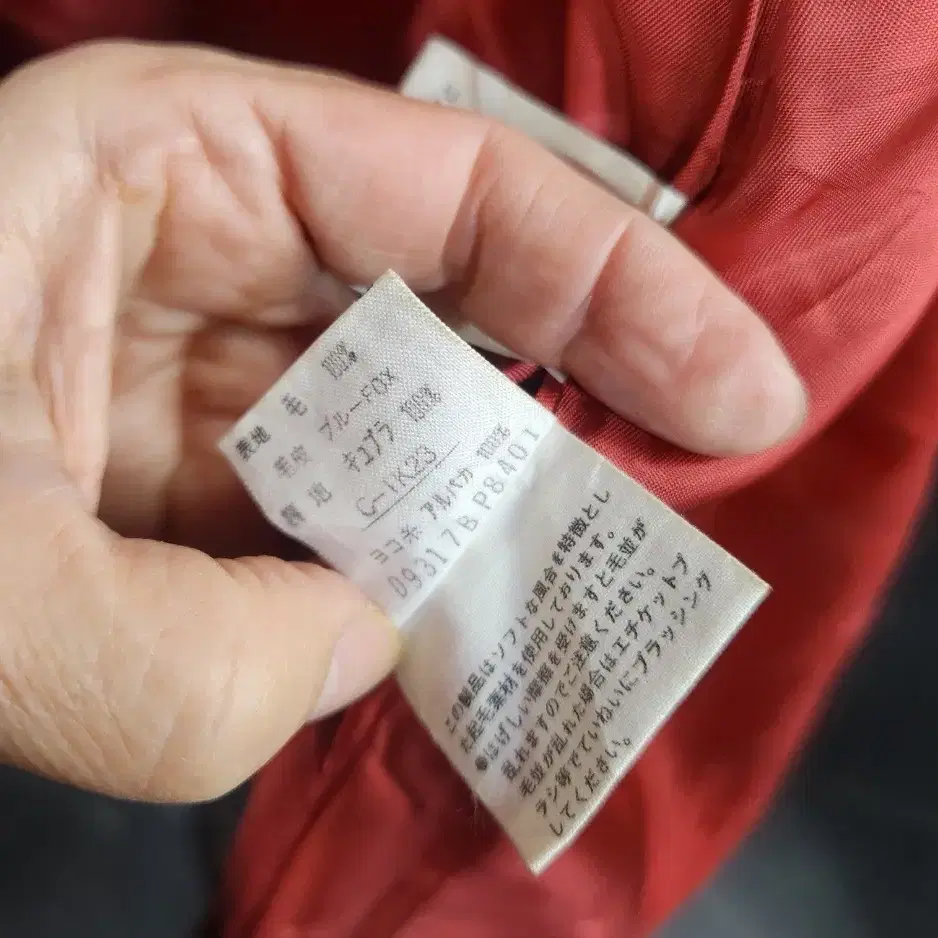 表地 毛 100%
毛皮 ブルーFOX
裏地 キュプラ 100%
C-1K23
ヨコ糸 アルパカ 100%
D9317BP8401
この製品はソフトな風合を特徴とし
た起毛素材を使用しております。
●はげしい摩擦を受けますと毛並が
乱れますのでご注意ください。
毛並が乱れた場合はエチケットブ
ラシ等でていねいにブラッシング
してください。